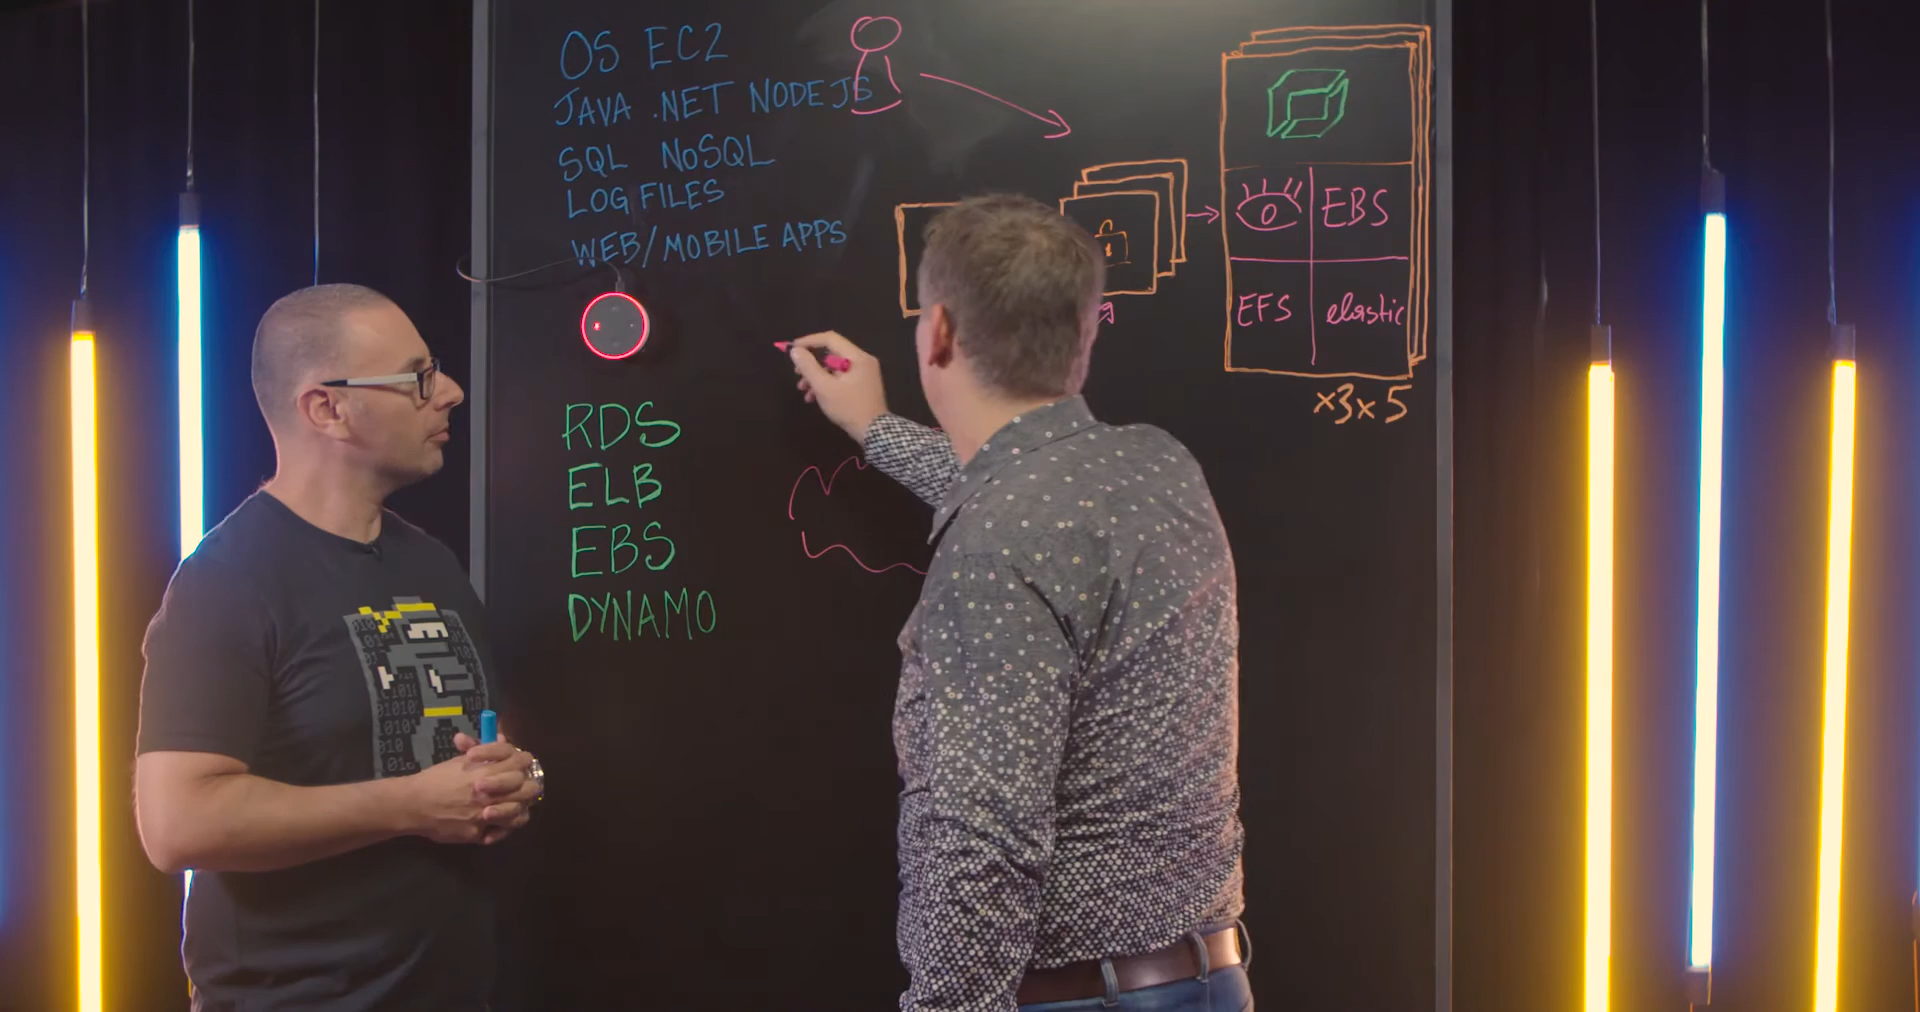 OS EC2
JAVA .NET NODEJS
SQL NoSQL
LOG FILES
WEB/MOBILE APPS
RDS
ELB
EBS
DYNAMO
EBS
EFS elastic
x3x5